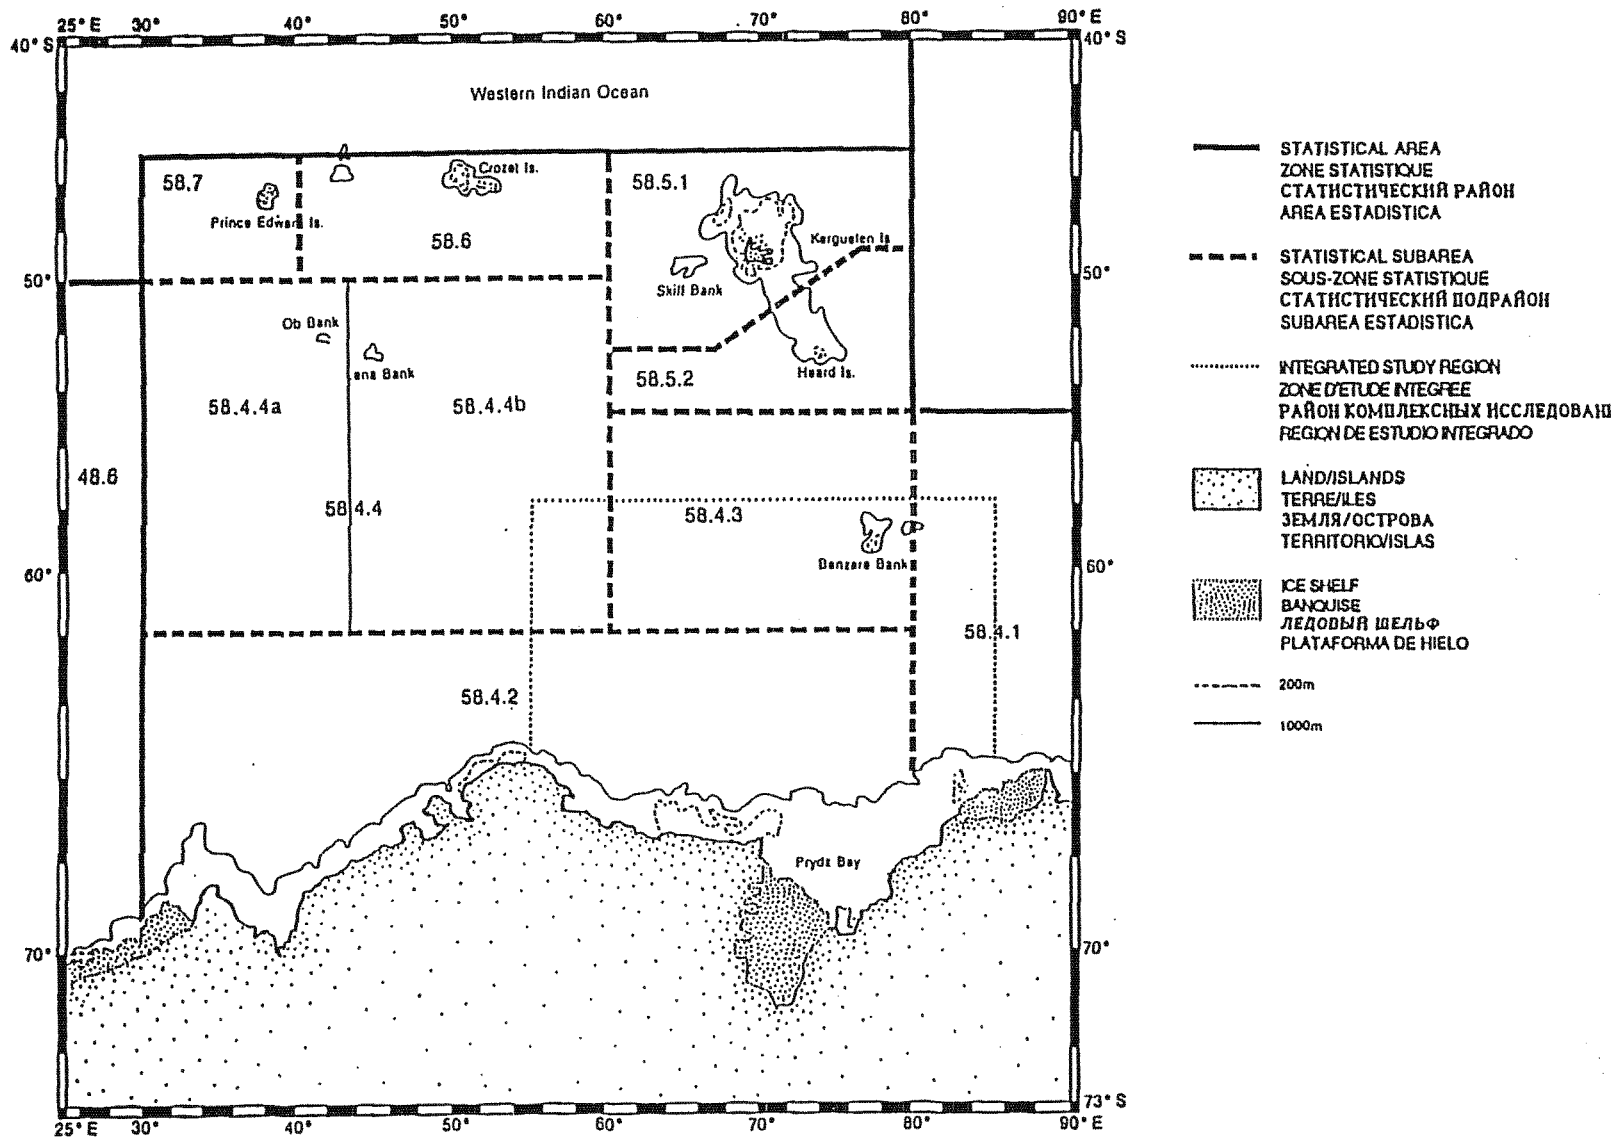 25° E 30° 40° 50° 60° 70° 80° 90° E
40° S
40° S
Western Indian Ocean
58.7
Crozet Is.
58.5.1
Prince Edward Is.
58.6
Kerguelen Is
50°
50°
Skill Bank
Ob Bank
ena Bank
58.5.2
Heard Is.
58.4.4a
58.4.4b
48.6
58.4.4
58.4.3
Banzare Bank
60°
60°
58.4.1
58.4.2
Prydz Bay
70°
70°
73° S
25° E 30° 40° 50° 60° 70° 80° 90° E
STATISTICAL AREA
ZONE STATISTIQUE
СТАТИСТИЧЕСКИЙ РАЙОН
AREA ESTADISTICA
STATISTICAL SUBAREA
SOUS-ZONE STATISTIQUE
СТАТИСТИЧЕСКИЙ ПОДРАЙОН
SUBAREA ESTADISTICA
INTEGRATED STUDY REGION
ZONE D'ETUDE INTEGREE
РАЙОН КОМПЛЕКСНЫХ ИССЛЕДОВАНИ
REGION DE ESTUDIO INTEGRADO
LAND/ISLANDS
TERRE/ILES
ЗЕМЛЯ/ОСТРОВА
TERRITORIO/ISLAS
ICE SHELF
BANQUISE
ЛЕДОВЫЙ ШЕЛЬФ
PLATAFORMA DE HIELO
200m
1000m